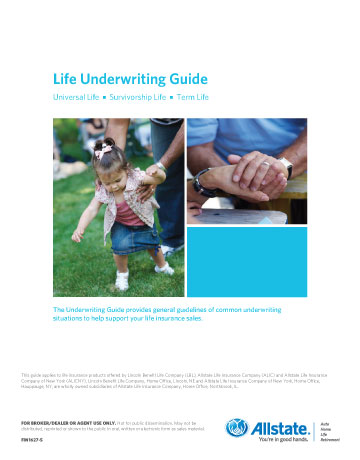 Life Underwriting Guide
Universal Life ■ Survivorship Life ■ Term Life
The Underwriting Guide provides general guidelines of common underwriting
situations to help support your life insurance sales.
This guide applies to life insurance products offered by Lincoln Benefit Life Company (LBL), Allstate Life Insurance Company (ALIC) and Allstate Life Insurance
Company of New York (ALICNY). Lincoln Benefit Life Company, Home Office, Lincoln, NE and Allstate Life Insurance Company of New York, Home Office,
Hauppauge, NY, are wholly owned subsidiaries of Allstate Life Insurance Company, Home Office, Northbrook, IL.
FOR BROKER/DEALER OR AGENT USE ONLY. Not for public dissemination. May not be
distributed, reprinted or shown to the public in oral, written or electronic form as sales material.
FIN1627-5
Allstate.
You're in good hands.
Auto
Home
Life
Retirement